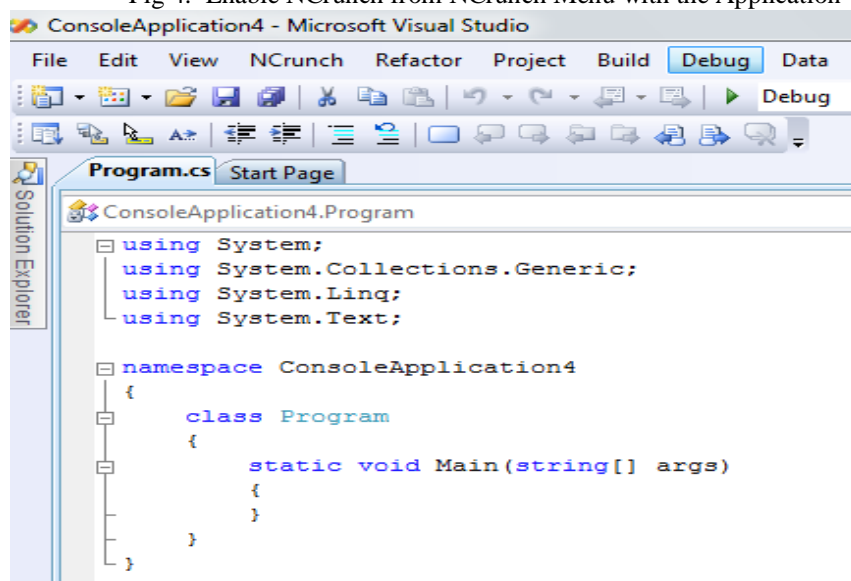 Fig 4: Enable NCrunch from NCrunch Menu with the Application
ConsoleApplication4 - Microsoft Visual Studio
File Edit View NCrunch Refactor Project Build Debug Data
Debug
Program.cs Start Page
Solution Explorer
ConsoleApplication4.Program
using System;
using System.Collections.Generic;
using System.Linq;
using System.Text;
namespace ConsoleApplication4
{
class Program
{
static void Main(string[] args)
{
}
}
}